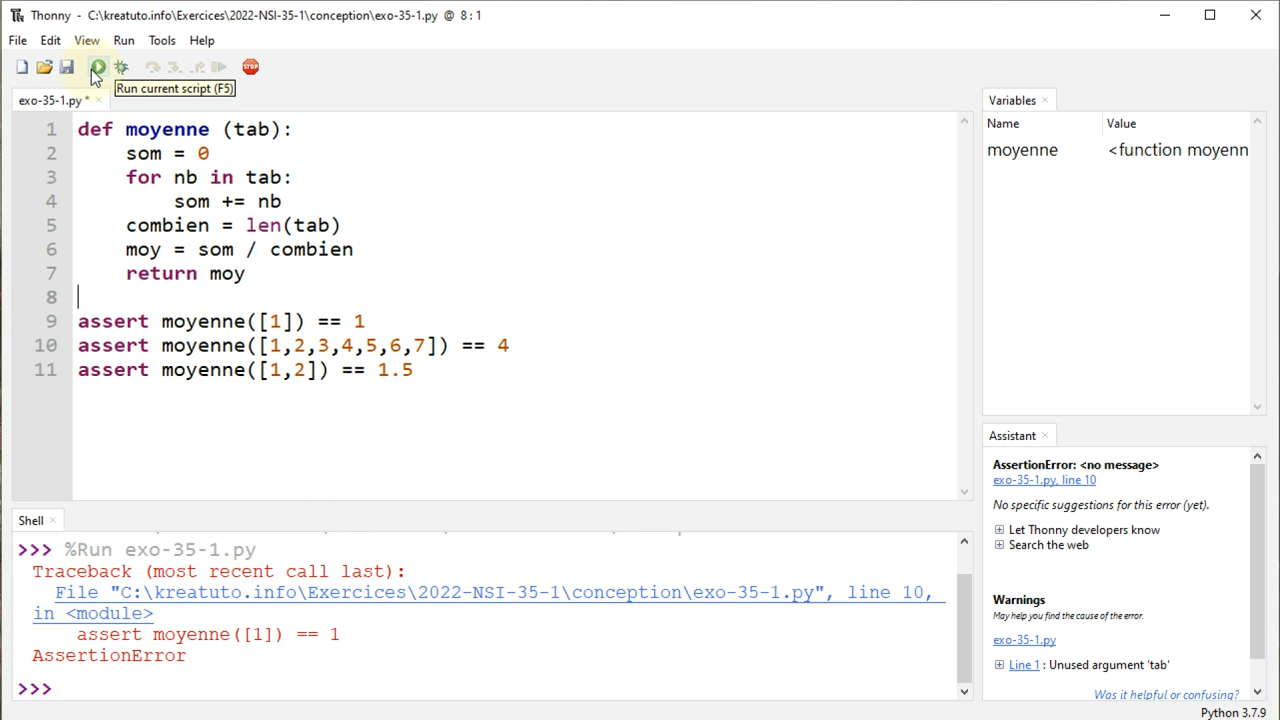 Thonny - C:\kreatuto.info\Exercices\2022-NSI-35-1\conception\exo-35-1.py @ 8 : 1
File Edit View Run Tools Help
STOP
Run current script (F5)
exo-35-1.py * ×
1 def moyenne (tab):
2     som = 0
3     for nb in tab:
4         som += nb
5     combien = len(tab)
6     moy = som / combien
7     return moy
8
9 assert moyenne([1]) == 1
10 assert moyenne([1,2,3,4,5,6,7]) == 4
11 assert moyenne([1,2]) == 1.5
Shell ×
>>> %Run exo-35-1.py
Traceback (most recent call last):
File "C:\kreatuto.info\Exercices\2022-NSI-35-1\conception\exo-35-1.py", line 10,
in <module>
assert moyenne([1]) == 1
AssertionError
>>>
Variables ×
Name Value
moyenne <function moyenn
Assistant ×
AssertionError: <no message>
exo-35-1.py, line 10
No specific suggestions for this error (yet).
Let Thonny developers know
Search the web
Warnings
May help you find the cause of the error.
exo-35-1.py
Line 1 : Unused argument 'tab'
Was it helpful or confusing?
Python 3.7.9